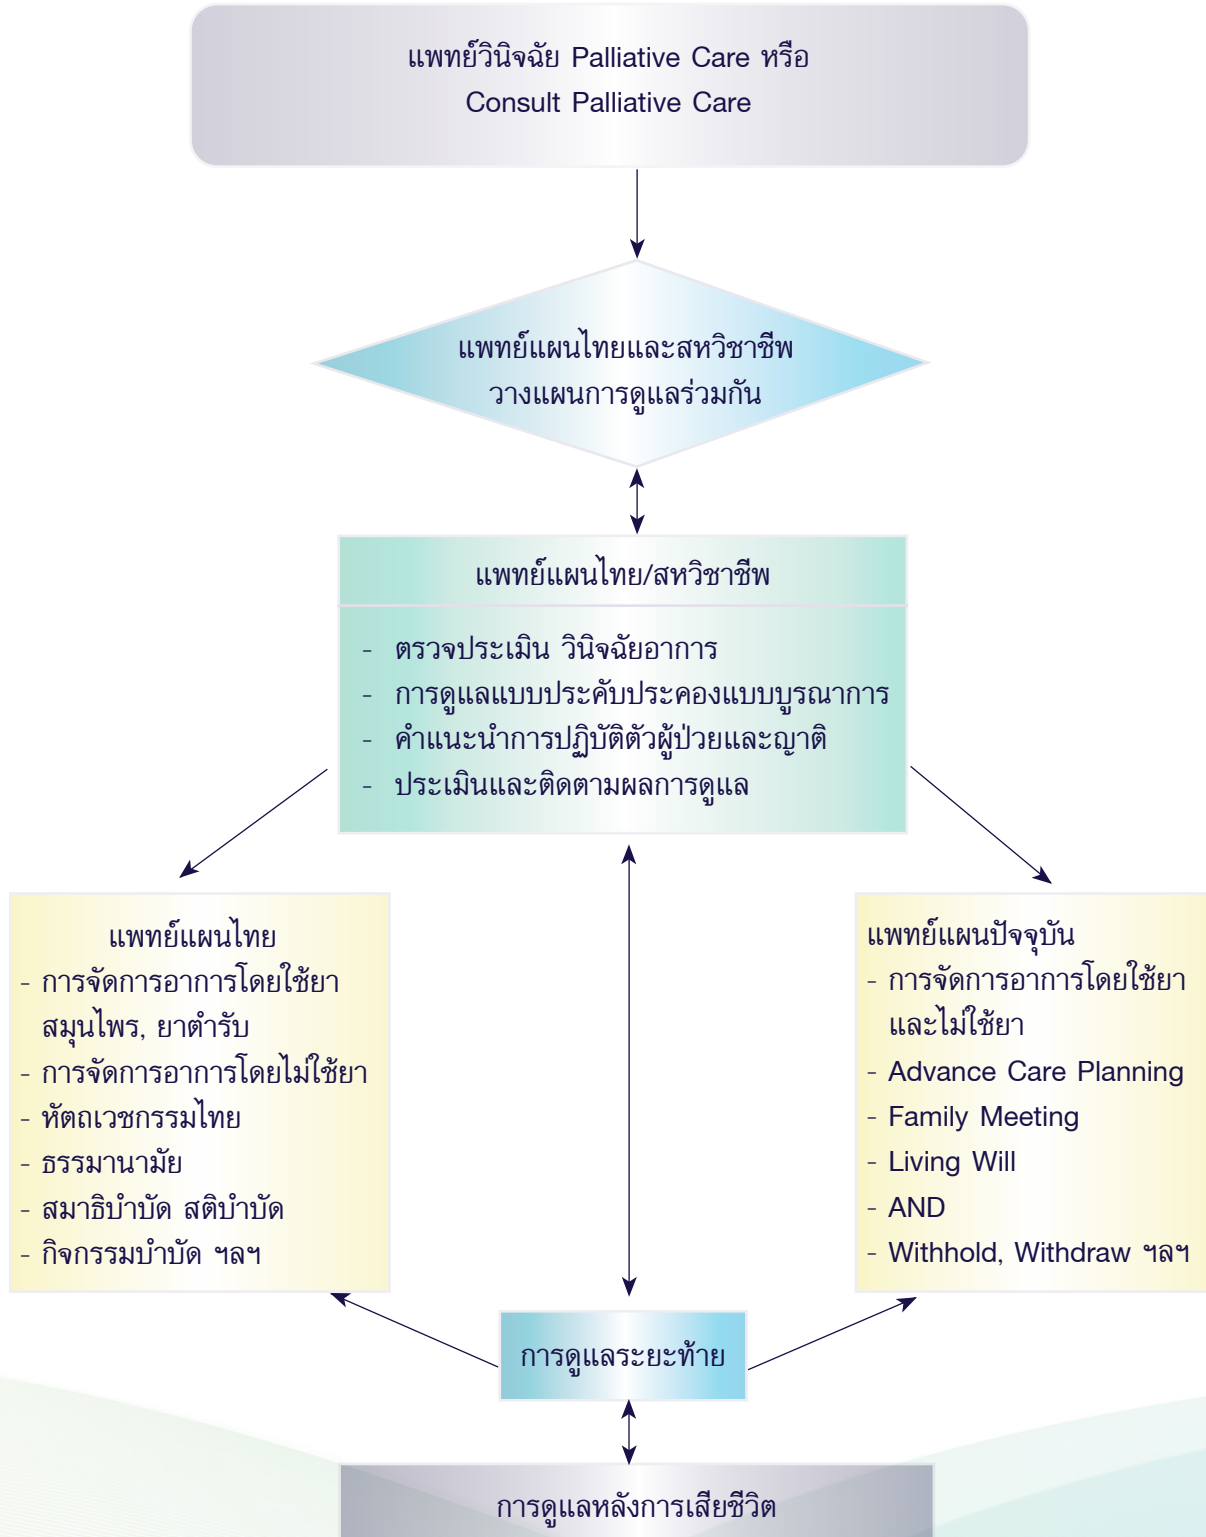 แพทย์วินิจฉัย Palliative Care หรือ
Consult Palliative Care
แพทย์แผนไทยและสหวิชาชีพ
วางแผนการดูแลร่วมกัน
แพทย์แผนไทย/สหวิชาชีพ
- ตรวจประเมิน วินิจฉัยอาการ
- การดูแลแบบประคับประคองแบบบูรณาการ
- คำแนะนำการปฏิบัติตัวผู้ป่วยและญาติ
- ประเมินและติดตามผลการดูแล
แพทย์แผนไทย
- การจัดการอาการโดยใช้ยา
สมุนไพร, ยาตำรับ
- การจัดการอาการโดยไม่ใช้ยา
- หัตถเวชกรรมไทย
- ธรรมานามัย
- สมาธิบำบัด สติบำบัด
- กิจกรรมบำบัด ฯลฯ
แพทย์แผนปัจจุบัน
- การจัดการอาการโดยใช้ยา
และไม่ใช้ยา
- Advance Care Planning
- Family Meeting
- Living Will
- AND
- Withhold, Withdraw ฯลฯ
การดูแลระยะท้าย
การดูแลหลังการเสียชีวิต